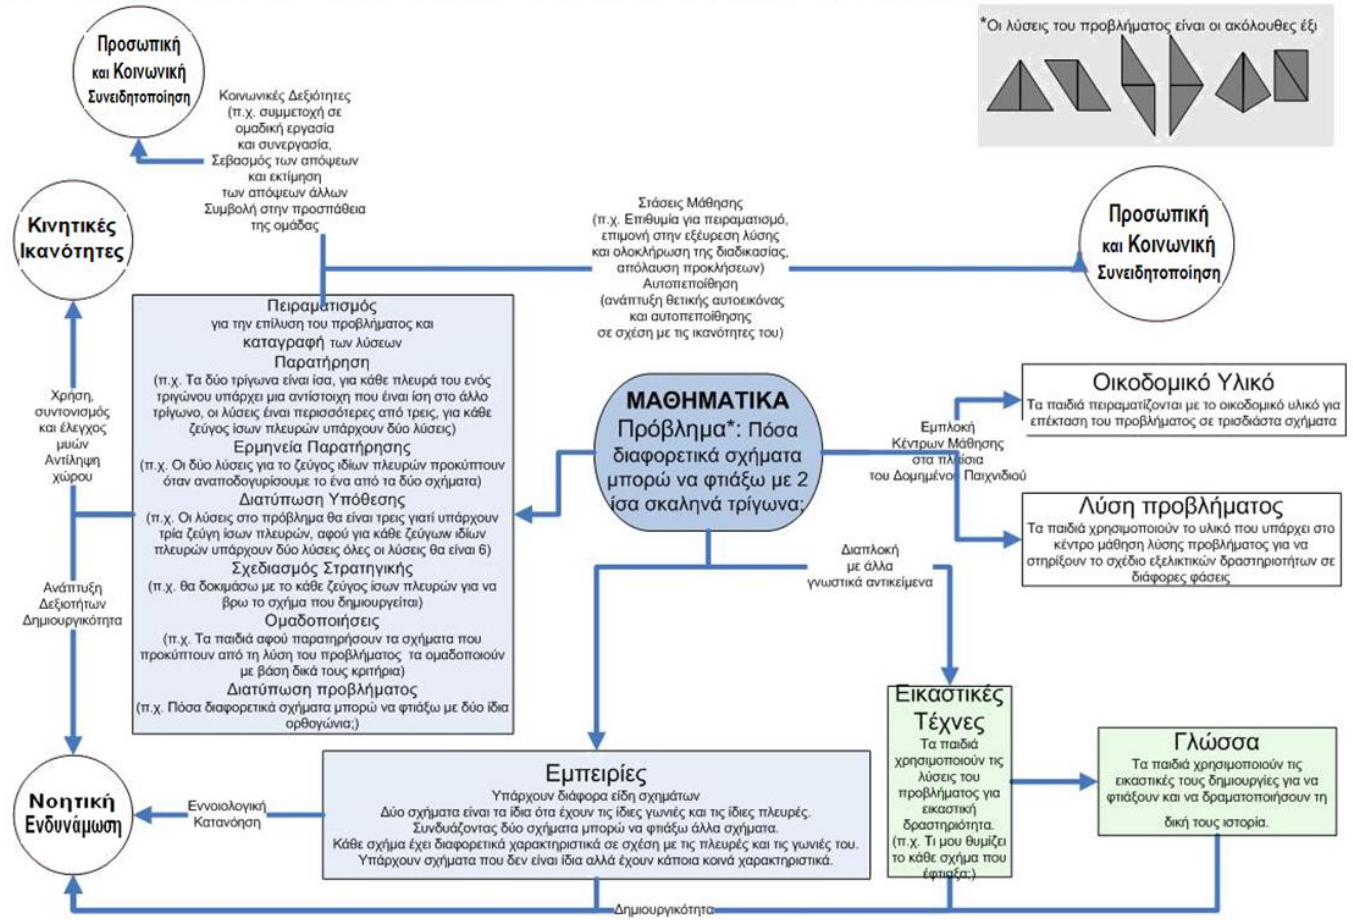 *Οι λύσεις του προβλήματος είναι οι ακόλουθες έξι
Προσωπική
και Κοινωνική
Συνειδητοποίηση
Κοινωνικές Δεξιότητες
(π.χ. συμμετοχή σε
ομαδική εργασία
και συνεργασία,
Σεβασμός των απόψεων
και εκτίμηση
των απόψεων άλλων
Συμβολή στην προσπάθεια
της ομάδας
Κινητικές
Ικανότητες
Στάσεις Μάθησης
(π.χ. Επιθυμία για πειραματισμό,
επιμονή στην εξέυρεση λύσης
και ολοκλήρωση της διαδικασίας,
απόλαυση προκλήσεων)
Αυτοπεποίθηση
(ανάπτυξη θετικής αυτοεικόνας
και αυτοπεποίθησης
σε σχέση με τις ικανότητες του)
Προσωπική
και Κοινωνική
Συνειδητοποίηση
Πειραματισμός
για την επίλυση του προβλήματος και
καταγραφή των λύσεων
Παρατήρηση
(π.χ. Τα δύο τρίγωνα είναι ίσα, για κάθε πλευρά του ενός
τριγώνου υπάρχει μια αντίστοιχη που έιναι ίση στο άλλο
τρίγωνο, οι λύσεις έιναι περισσότερες από τρεις, για κάθε
ζεύγος ίσων πλευρών υπάρχουν δύο λύσεις)
Ερμηνεία Παρατήρησης
(π.χ. Οι δύο λύσεις για το ζεύγος ιδίων πλευρών προκύπτουν
όταν αναποδογυρίσουμε το ένα από τα δύο σχήματα)
Διατύπωση Υπόθεσης
(π.χ. Οι λύσεις στο πρόβλημα θα είναι τρεις γιατί υπάρχουν
τρία ζεύγη ίσων πλευρών, αφού για κάθε ζεύγων ιδίων
πλευρών υπάρχουν δύο λύσεις όλες οι λύσεις θα είναι 6)
Σχεδιασμός Στρατηγικής
(π.χ. θα δοκιμάσω με το κάθε ζεύγος ίσων πλευρών για να
βρω το σχήμα που δημιουργείται)
Ομαδοποιήσεις
(π.χ. Τα παιδιά αφού παρατηρήσουν τα σχήματα που
προκύπτουν από τη λύση του προβλήματος τα ομαδοποιούν
με βάση δικά τους κριτήρια)
Διατύπωση προβλήματος
(π.χ. Πόσα διαφορετικά σχήματα μπορώ να φτιάξω με δύο ίδια
ορθογώνια;)
Χρήση,
συντονισμός
και έλεγχος
μυών
Αντίληψη
χώρου
Ανάπτυξη
Δεξιοτήτων
Δημιουργικότητα
ΜΑΘΗΜΑΤΙΚΑ
Πρόβλημα*: Πόσα
διαφορετικά σχήματα
μπορώ να φτιάξω με 2
ίσα σκαληνά τρίγωνα;
Εμπλοκή
Κέντρων Μάθησης
στα πλαίσια
του Δομημένου Παιχνιδιού
Οικοδομικό Υλικό
Τα παιδιά πειραματίζονται με το οικοδομικό υλικό για
επέκταση του προβλήματος σε τρισδιάστα σχήματα
Λύση προβλήματος
Τα παιδιά χρησιμοποιούν το υλικό που υπάρχει στο
κέντρο μάθηση λύσης προβλήματος για να
στηρίξουν το σχέδιο εξελικτικών δραστηριοτήτων σε
διάφορες φάσεις
Διαπλοκή
με άλλα
γνωστικά αντικείμενα
Εικαστικές
Τέχνες
Τα παιδιά
χρησιμοποιούν τις
λύσεις του
προβλήματος για
εικαστική
δραστηριότητα.
(π.χ. Τι μου θυμίζει
το κάθε σχήμα που
έφτιαξα;)
Γλώσσα
Τα παιδιά χρησιμοποιούν τις
εικαστικές τους δημιουργίες για να
φτιάξουν και να δραματοποιήσουν τη
δική τους ιστορία.
Νοητική
Ενδυνάμωση
Εννοιολογική
Κατανόηση
Εμπειρίες
Υπάρχουν διάφορα είδη σχημάτων
Δύο σχήματα είναι τα ίδια ότα έχουν τις ίδιες γωνιές και τις ίδιες πλευρές.
Συνδυάζοντας δύο σχήματα μπορώ να φτιάξω άλλα σχήματα.
Κάθε σχήμα έχει διαφορετικά χαρακτηριστικά σε σχέση με τις πλευρές και τις γωνιές του.
Υπάρχουν σχήματα που δεν είναι ίδια αλλά έχουν κάποια κοινά χαρακτηριστικά.
Δημιουργικότητα